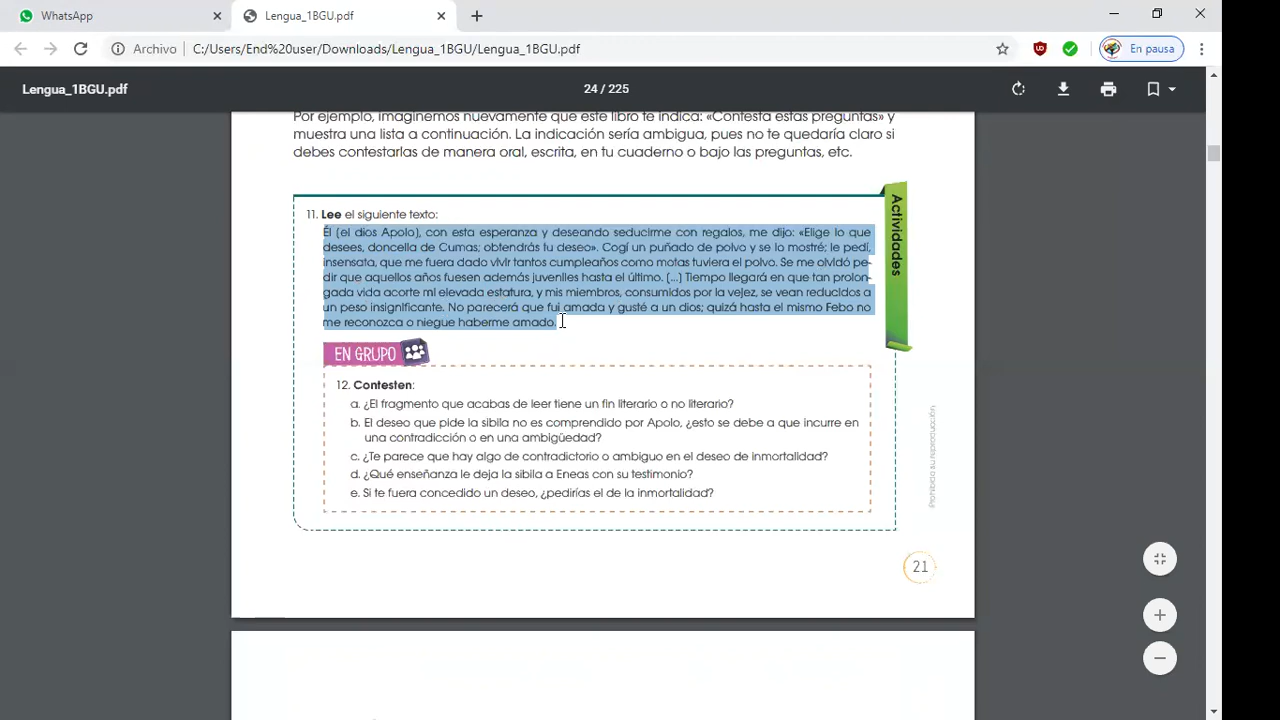 WhatsApp
Lengua_1BGU.pdf
Archivo
C:/Users/End%20user/Downloads/Lengua_1BGU/Lengua_1BGU.pdf
En pausa
Lengua_1BGU.pdf
24 / 225
Por ejemplo, imaginemos nuevamente que este libro te indica: «Contesta estas preguntas» y
muestra una lista a continuación. La indicación sería ambigua, pues no te quedaría claro si
debes contestarlas de manera oral, escrita, en tu cuaderno o bajo las preguntas, etc.
Actividades
11. Lee el siguiente texto:
Él (el dios Apolo), con esta esperanza y deseando seducirme con regalos, me dijo: «Elige lo que
desees, doncella de Cumas; obtendrás tu deseo». Cogí un puñado de polvo y se lo mostré; le pedí,
insensata, que me fuera dado vivir tantos cumpleaños como motas tuviera el polvo. Se me olvidó pe-
dir que aquellos años fuesen además juveniles hasta el último. (...) Tiempo llegará en que tan prolon-
gada vida acorte mi elevada estatura, y mis miembros, consumidos por la vejez, se vean reducidos a
un peso insignificante. No parecerá que fui amada y gusté a un dios; quizá hasta el mismo Febo no
me reconozca o niegue haberme amado.
EN GRUPO
12. Contesten:
a. ¿El fragmento que acabas de leer tiene un fin literario o no literario?
b. El deseo que pide la sibila no es comprendido por Apolo, ¿esto se debe a que incurre en
una contradicción o en una ambigüedad?
c. ¿Te parece que hay algo de contradictorio o ambiguo en el deseo de inmortalidad?
d. ¿Qué enseñanza le deja la sibila a Eneas con su testimonio?
e. Si te fuera concedido un deseo, ¿pedirías el de la inmortalidad?
Prohibida su reproducción
21